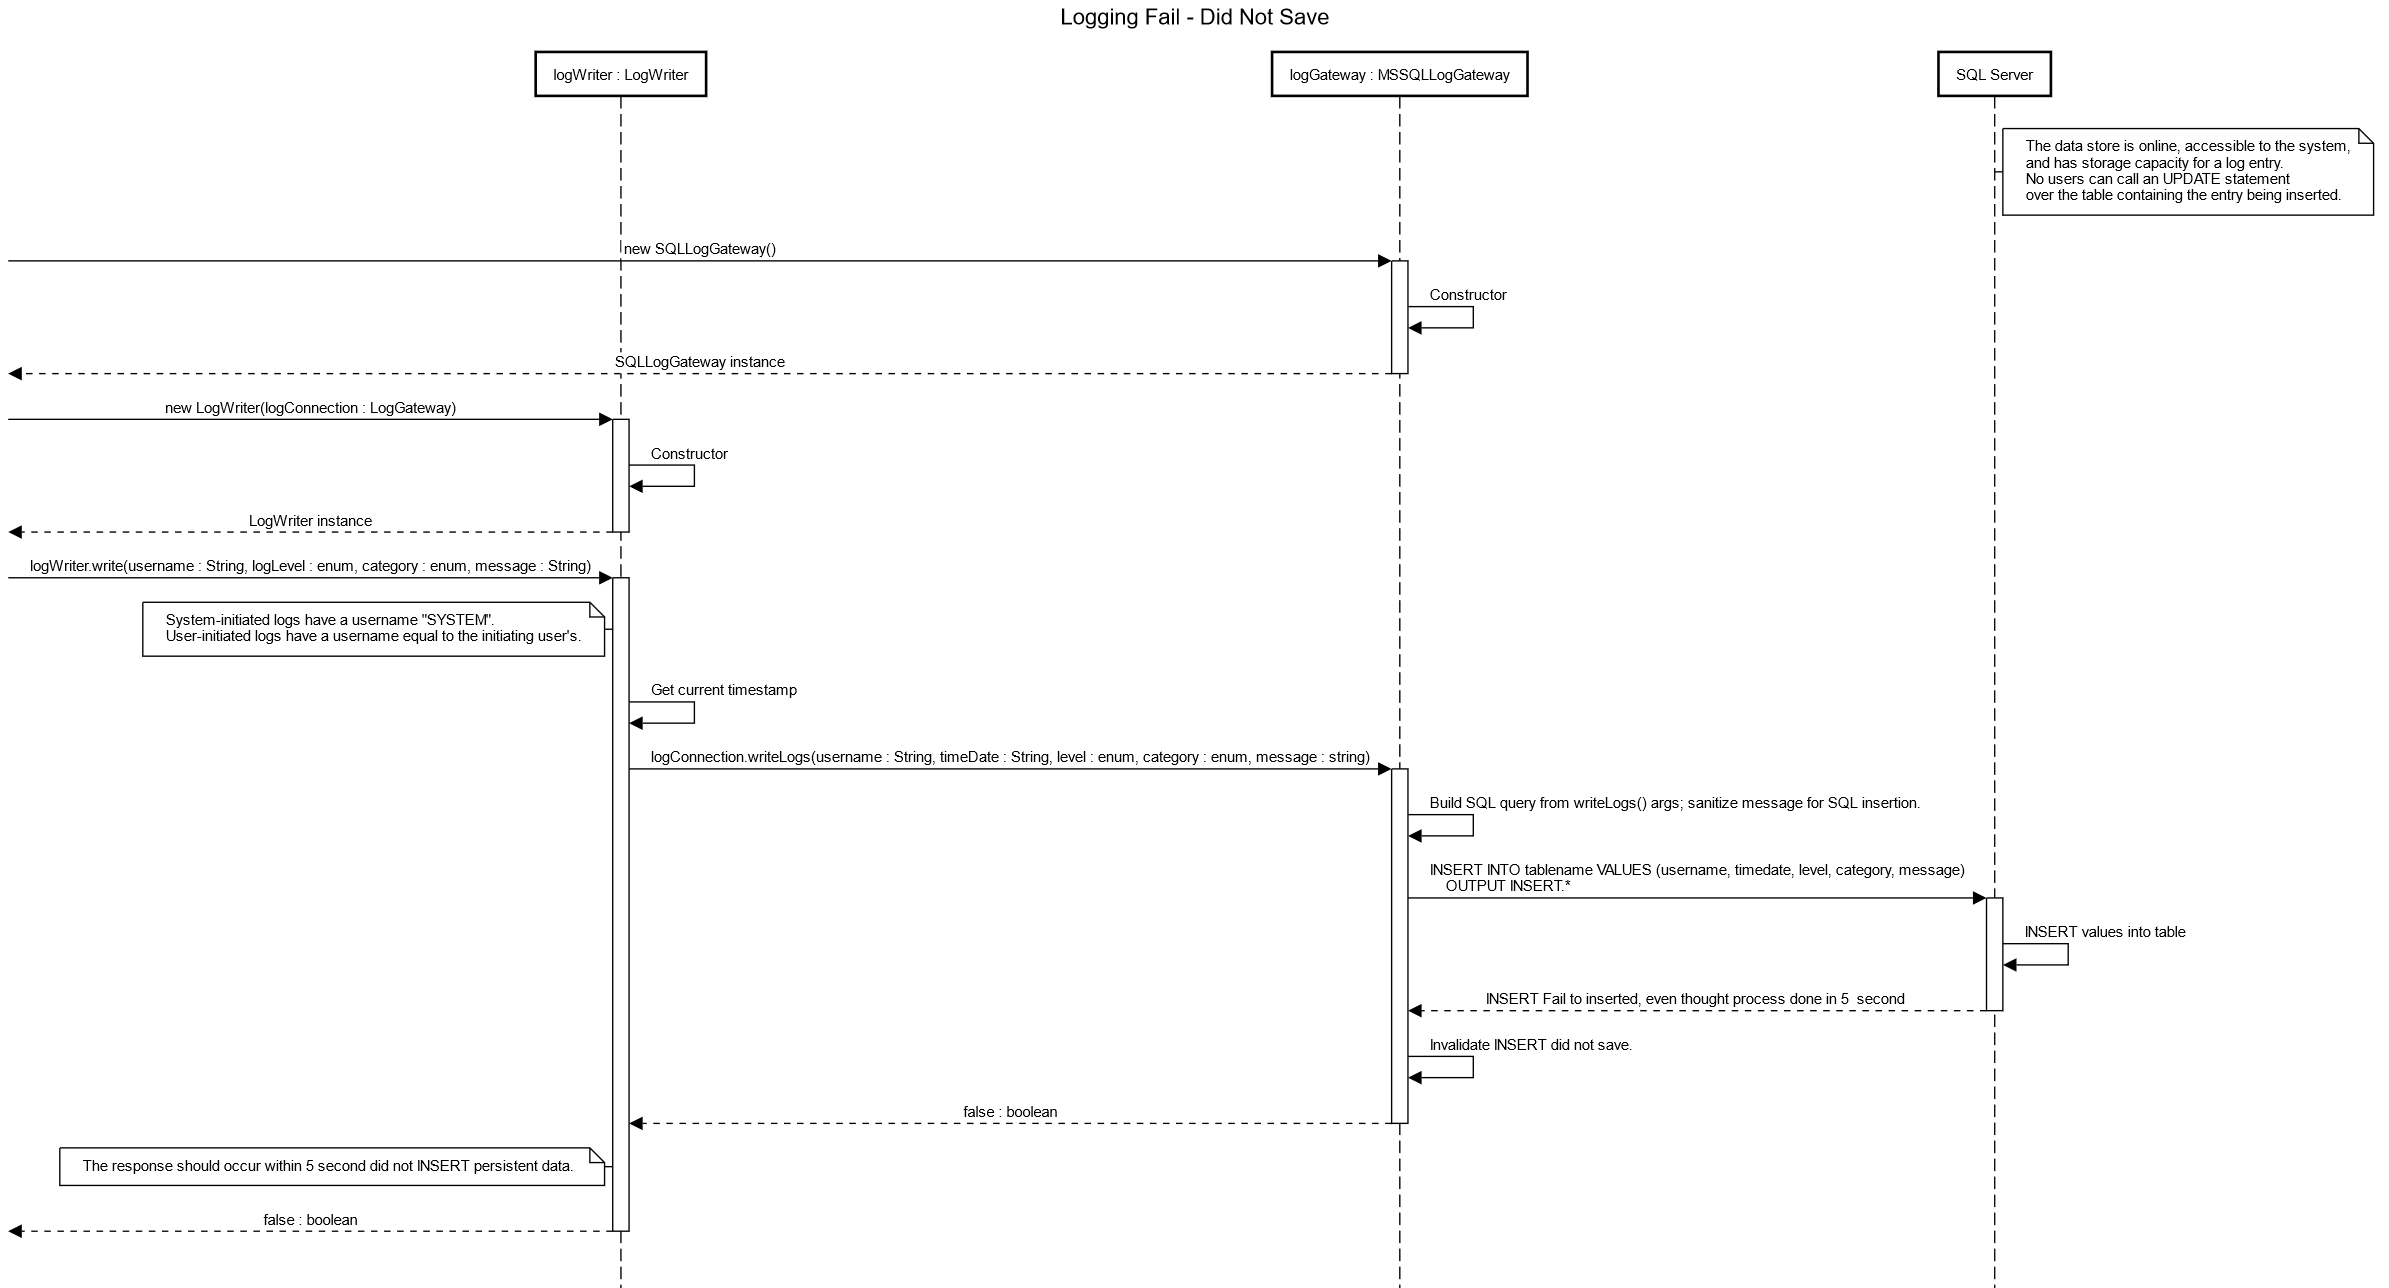 Logging Fail - Did Not Save
logWriter : LogWriter
logGateway : MSSQLLogGateway
SQL Server
The data store is online, accessible to the system,
and has storage capacity for a log entry.
No users can call an UPDATE statement
over the table containing the entry being inserted.
new SQLLogGateway()
Constructor
SQLLogGateway instance
new LogWriter(logConnection : LogGateway)
Constructor
LogWriter instance
logWriter.write(username : String, logLevel : enum, category : enum, message : String)
System-initiated logs have a username "SYSTEM".
User-initiated logs have a username equal to the initiating user's.
Get current timestamp
logConnection.writeLogs(username : String, timeDate : String, level : enum, category : enum, message : string)
Build SQL query from writeLogs() args; sanitize message for SQL insertion.
INSERT INTO tablename VALUES (username, timedate, level, category, message)
OUTPUT INSERT.*
INSERT values into table
INSERT Fail to inserted, even thought process done in 5  second
Invalidate INSERT did not save.
false : boolean
The response should occur within 5 second did not INSERT persistent data.
false : boolean